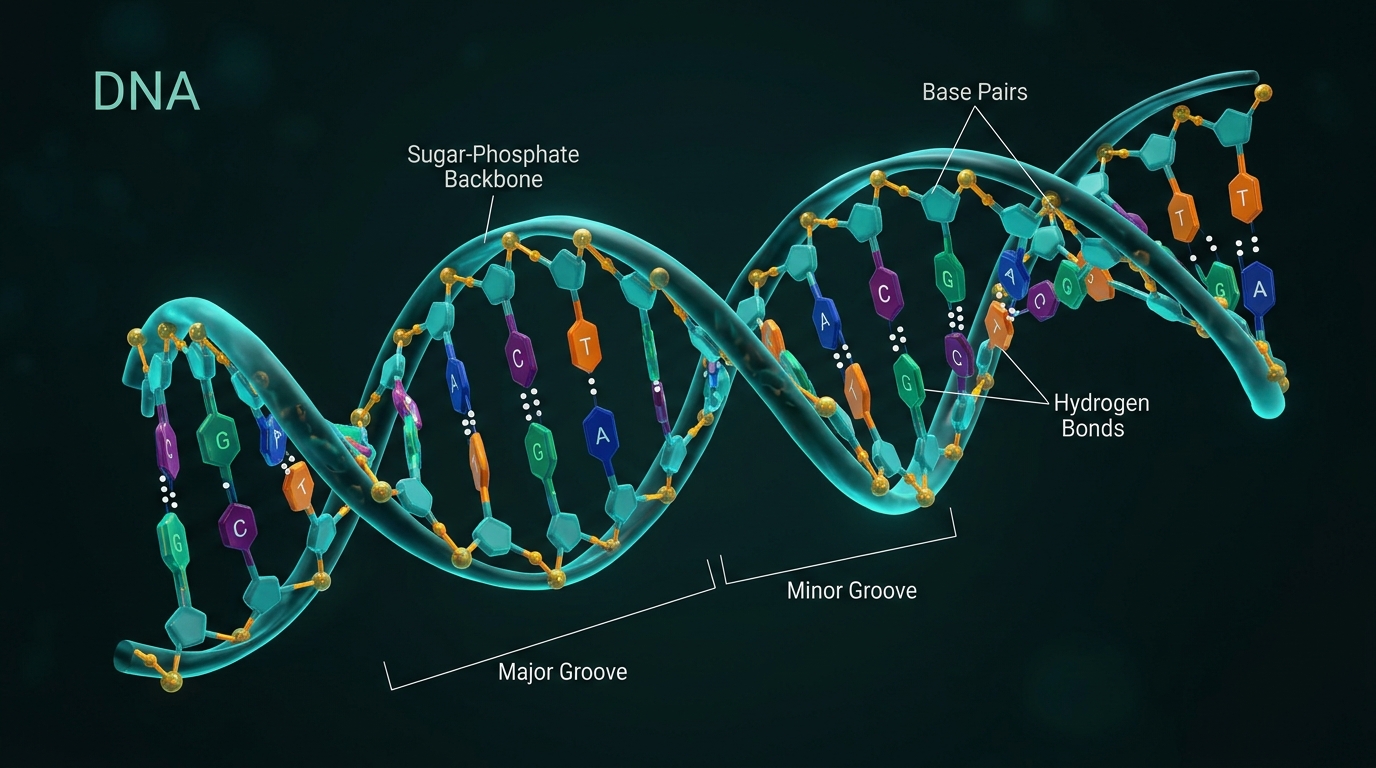 DNA
Base Pairs
Sugar-Phosphate
Backbone
T
T
A
G
A
C
G
C
G
T
A
C
G
C
T
A
C
T
A
G
Hydrogen
Bonds
G
C
A
T
C
G
A
C
G
Minor Groove
Major Groove